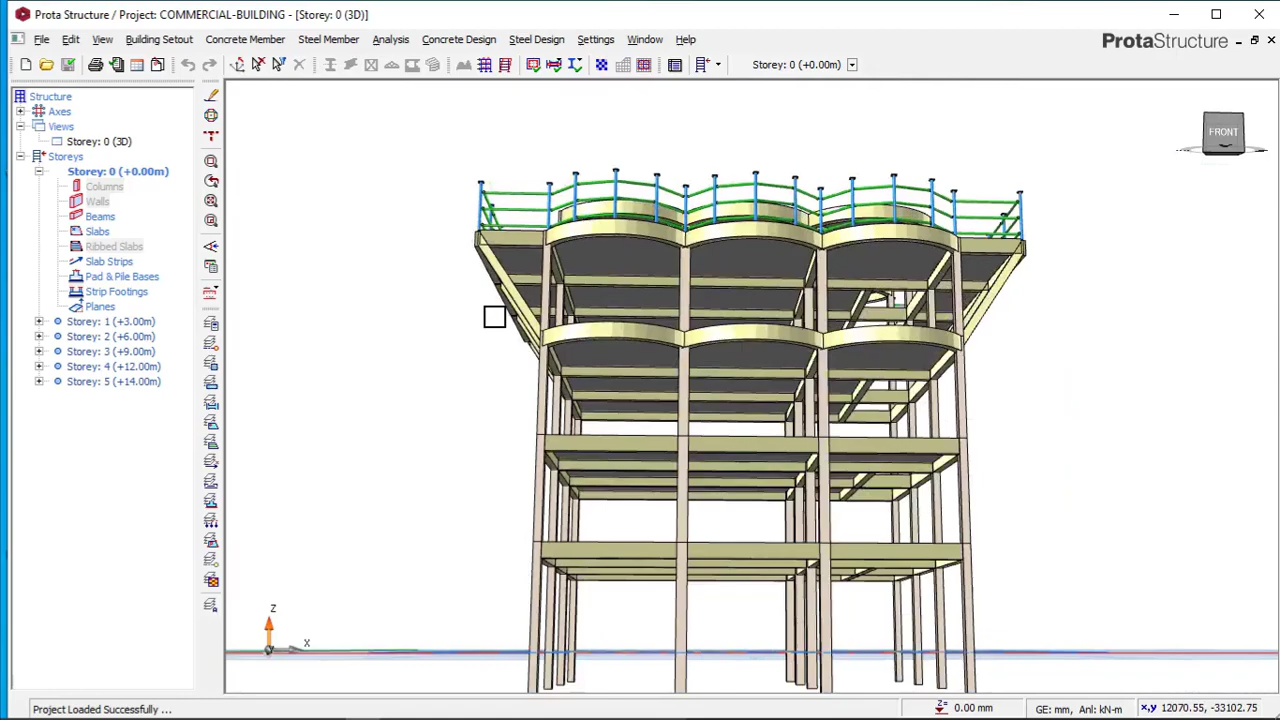 Prota Structure / Project: COMMERCIAL-BUILDING - [Storey: 0 (3D)]
File Edit View Building Setout Concrete Member Steel Member Analysis Concrete Design Steel Design Settings Window Help
ProtaStructure
Storey: 0 (+0.00m)
Structure
Axes
Views
Storey: 0 (3D)
Storeys
Storey: 0 (+0.00m)
Columns
Walls
Beams
Slabs
Ribbed Slabs
Slab Strips
Pad & Pile Bases
Strip Footings
Planes
Storey: 1 (+3.00m)
Storey: 2 (+6.00m)
Storey: 3 (+9.00m)
Storey: 4 (+12.00m)
Storey: 5 (+14.00m)
FRONT
Z
X
Project Loaded Successfully ...
Z= 0.00 mm
GE: mm, Anl: kN-m
x,y 12070.55, -33102.75